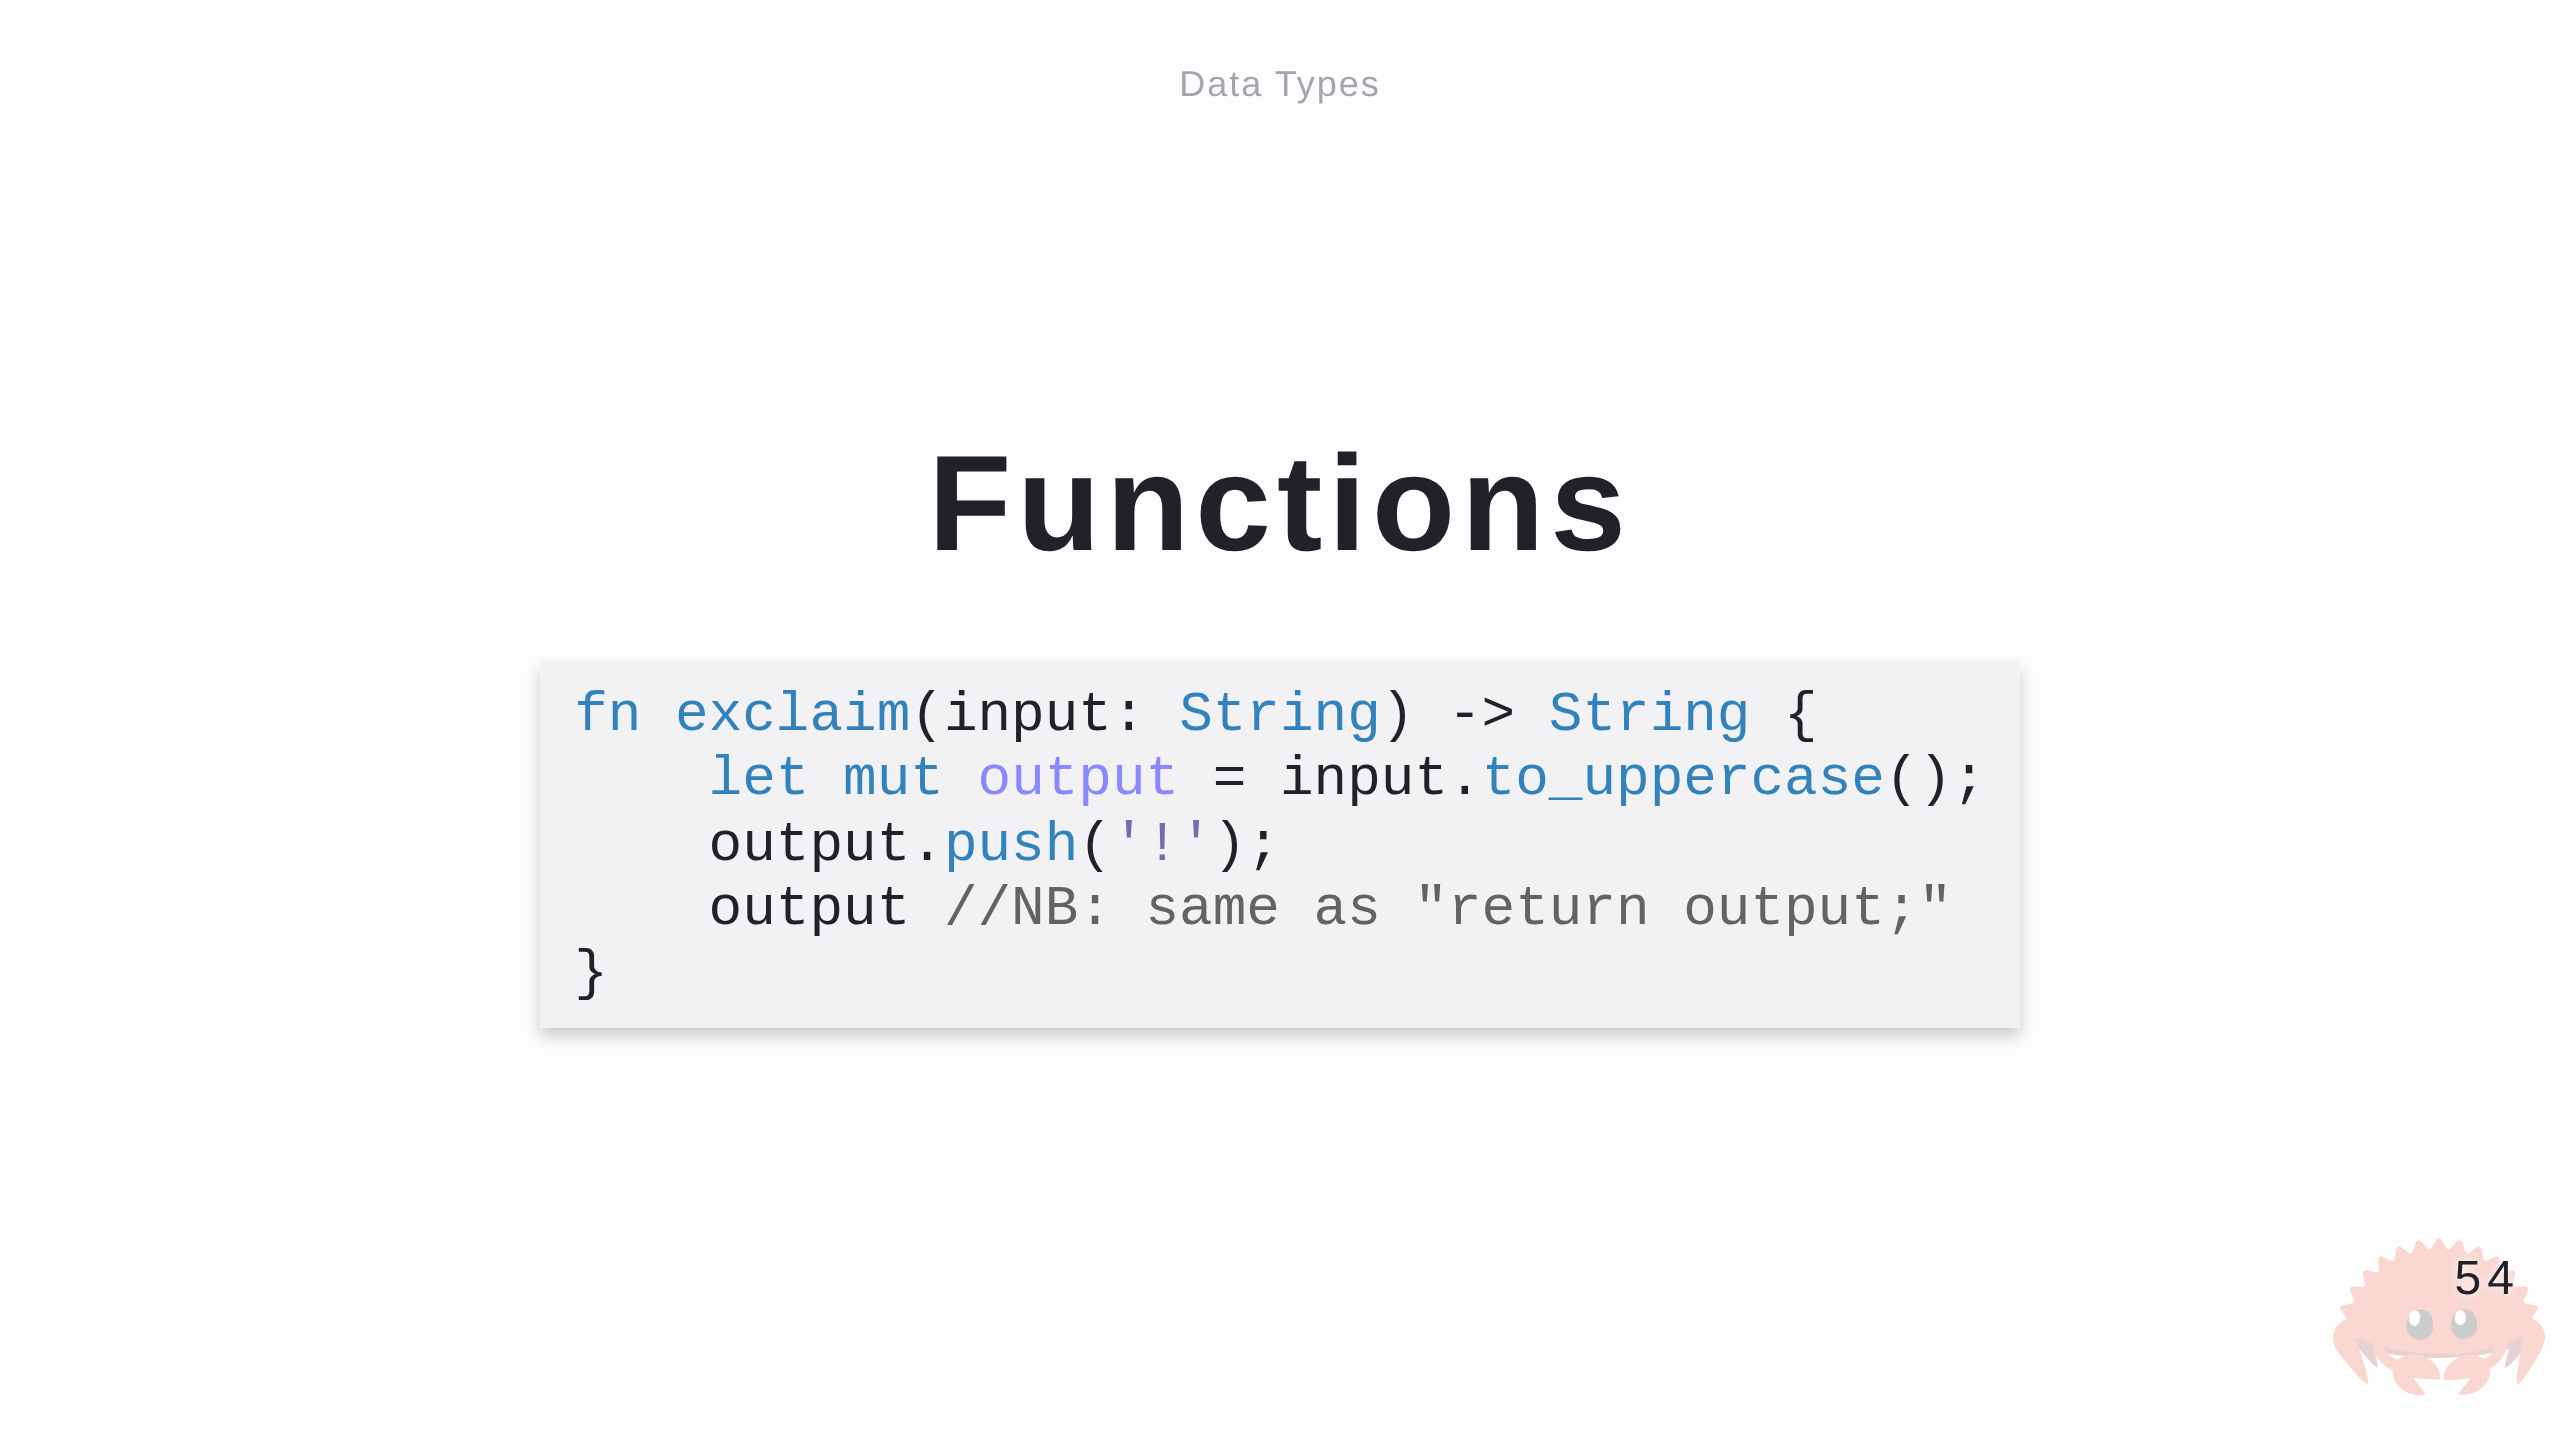 Data Types
Functions
fn exclaim(input: String) -> String {
    let mut output = input.to_uppercase();
    output.push('!');
    output //NB: same as "return output;"
}
54